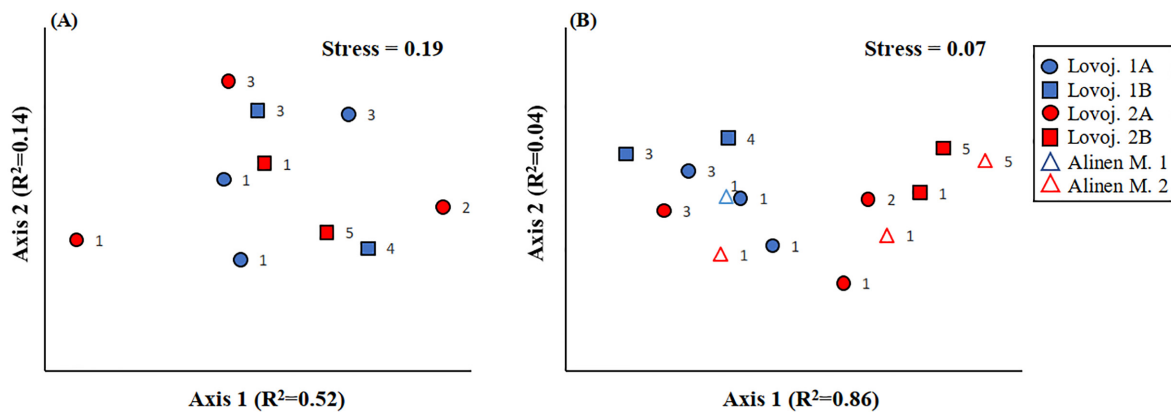 (A)
Stress = 0.19
3
3
3
1
1
2
1
5
4
1
Axis 2 (R²=0.14)
Axis 1 (R²=0.52)
(B)
Stress = 0.07
4
3
5
5
3
1
1
1
2
3
1
1
1
1
Axis 2 (R²=0.04)
Axis 1 (R²=0.86)
Lovoj. 1A
Lovoj. 1B
Lovoj. 2A
Lovoj. 2B
Alinen M. 1
Alinen M. 2